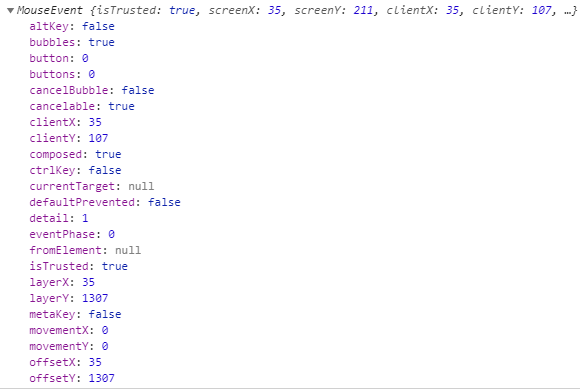 ▼MouseEvent {isTrusted: true, screenX: 35, screenY: 211, clientX: 35, clientY: 107, …}
altKey: false
bubbles: true
button: 0
buttons: 0
cancelBubble: false
cancelable: true
clientX: 35
clientY: 107
composed: true
ctrlKey: false
currentTarget: null
defaultPrevented: false
detail: 1
eventPhase: 0
fromElement: null
isTrusted: true
layerX: 35
layerY: 1307
metaKey: false
movementX: 0
movementY: 0
offsetX: 35
offsetY: 1307